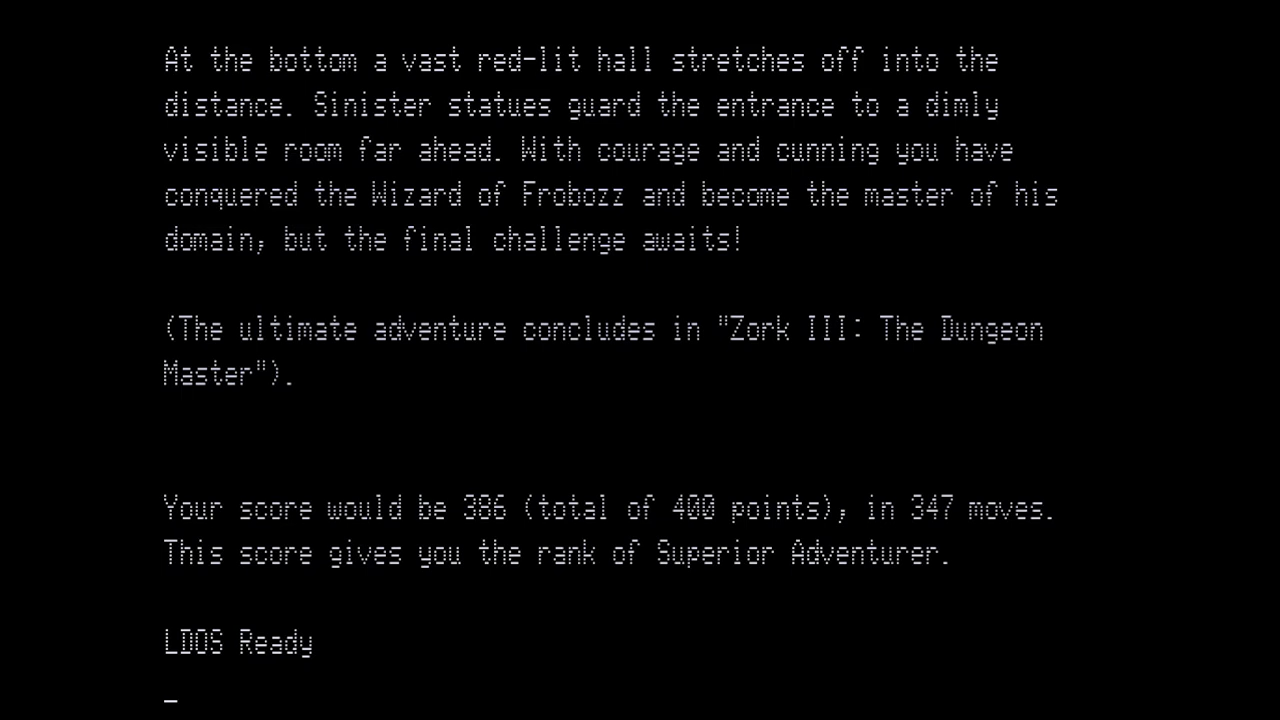 At the bottom a vast red-lit hall stretches off into the
distance. Sinister statues guard the entrance to a dimly
visible room far ahead. With courage and cunning you have
conquered the Wizard of Frobozz and become the master of his
domain, but the final challenge awaits!
(The ultimate adventure concludes in "Zork III: The Dungeon
Master").
Your score would be 386 (total of 400 points), in 347 moves.
This score gives you the rank of Superior Adventurer.
LDOS Ready
_